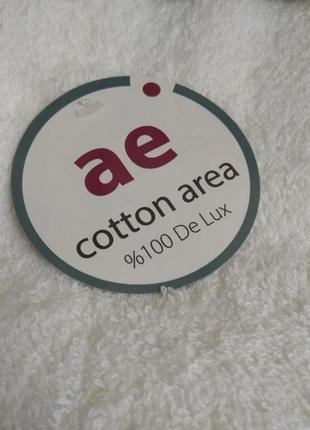 ae
cotton area
%100 De Lux